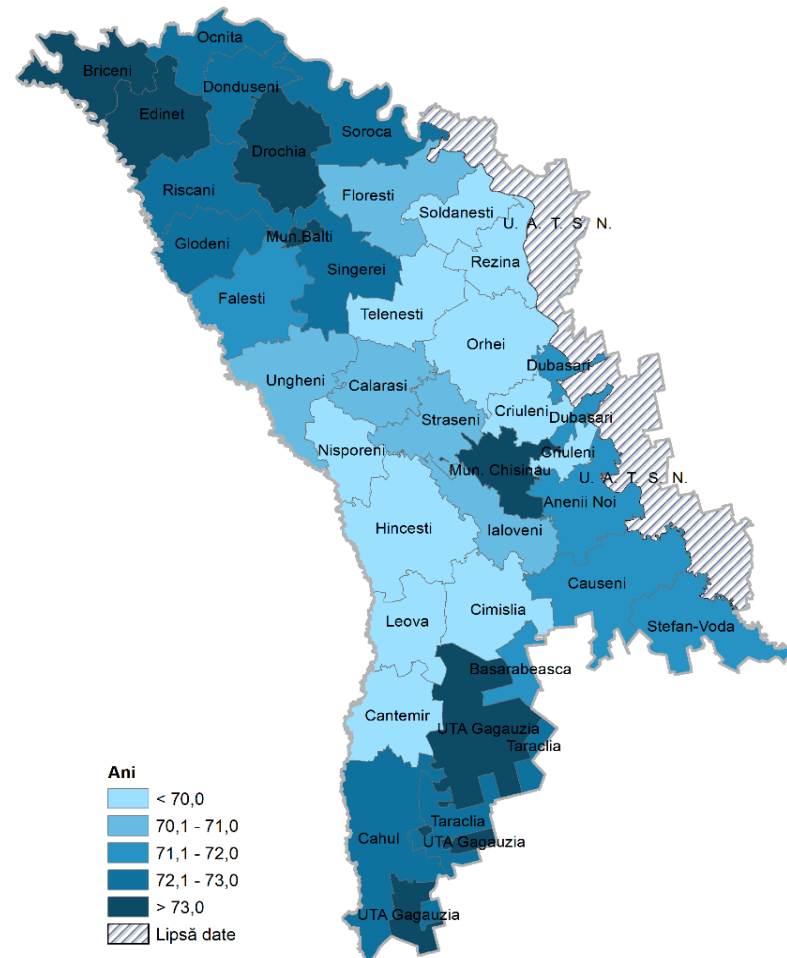 Ocnita
Briceni
Donduseni
Edinet
Soroca
Drochia
Riscani
Floresti
Soldanesti
U. A. T. S. N.
Glodeni
Mun.Balti
Rezina
Singerei
Falesti
Telenesti
Orhei
Dubasari
Ungheni
Calarasi
Criuleni
Dubasari
Straseni
Nisporeni
Criuleni
Mun. Chisinau
U. A. T. S. N.
Anenii Noi
Hincesti
Ialoveni
Causeni
Leova
Cimislia
Stefan-Voda
Basarabeasca
Cantemir
UTA Gagauzia
Taraclia
Taraclia
Cahul
UTA Gagauzia
UTA Gagauzia
Ani
< 70,0
70,1 - 71,0
71,1 - 72,0
72,1 - 73,0
> 73,0
Lipsă date